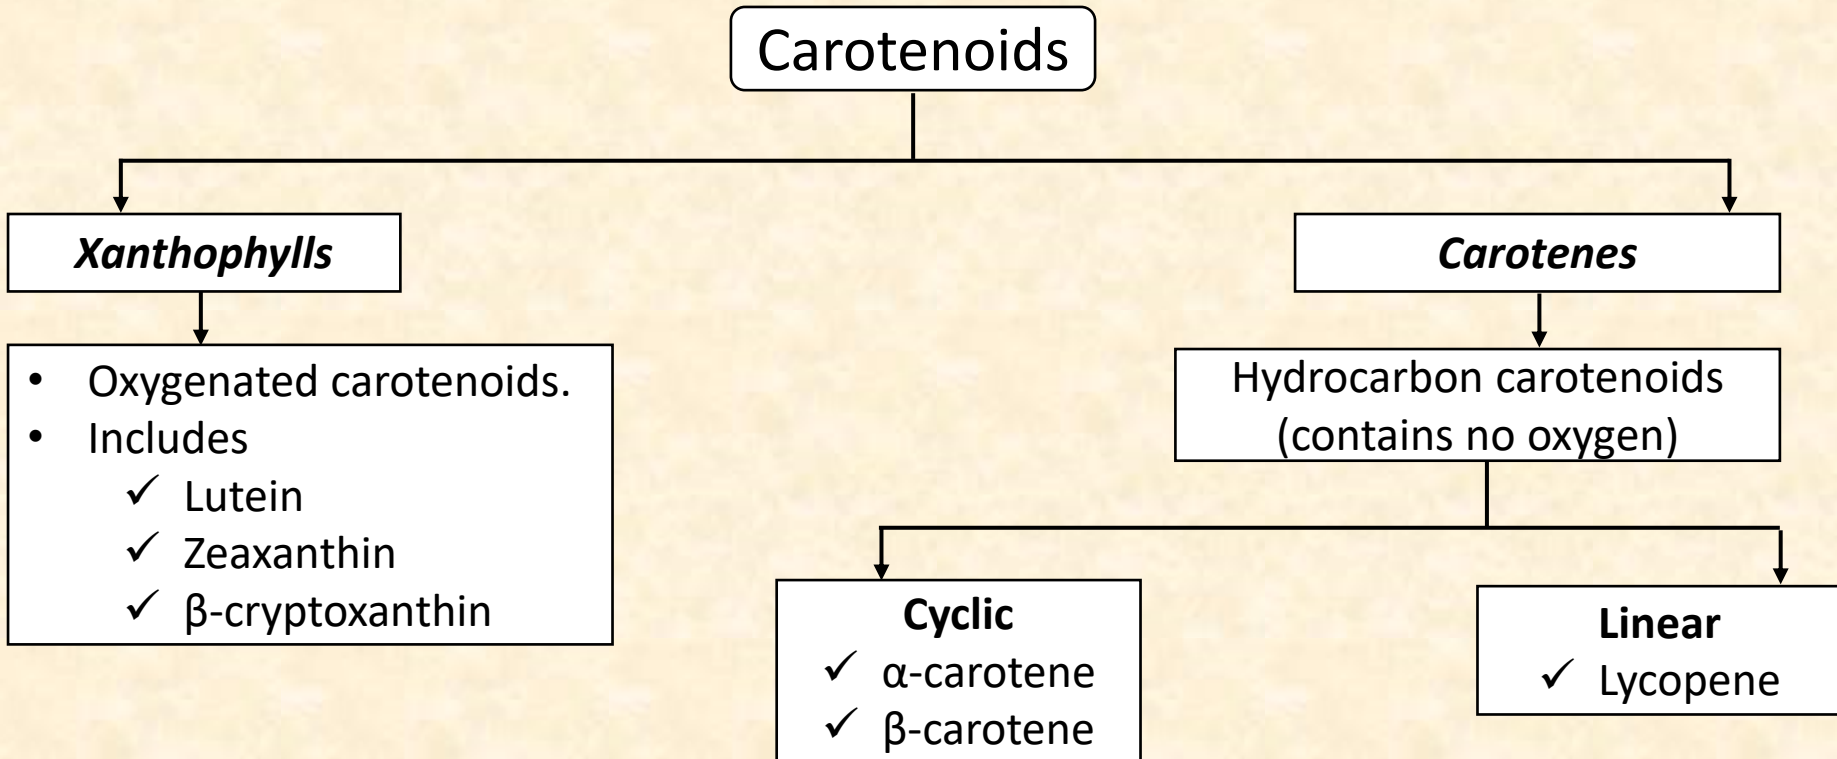 Carotenoids
Xanthophylls
• Oxygenated carotenoids.
• Includes
✓ Lutein
✓ Zeaxanthin
✓ β-cryptoxanthin
Carotenes
Hydrocarbon carotenoids
(contains no oxygen)
Cyclic
✓ α-carotene
✓ β-carotene
Linear
✓ Lycopene